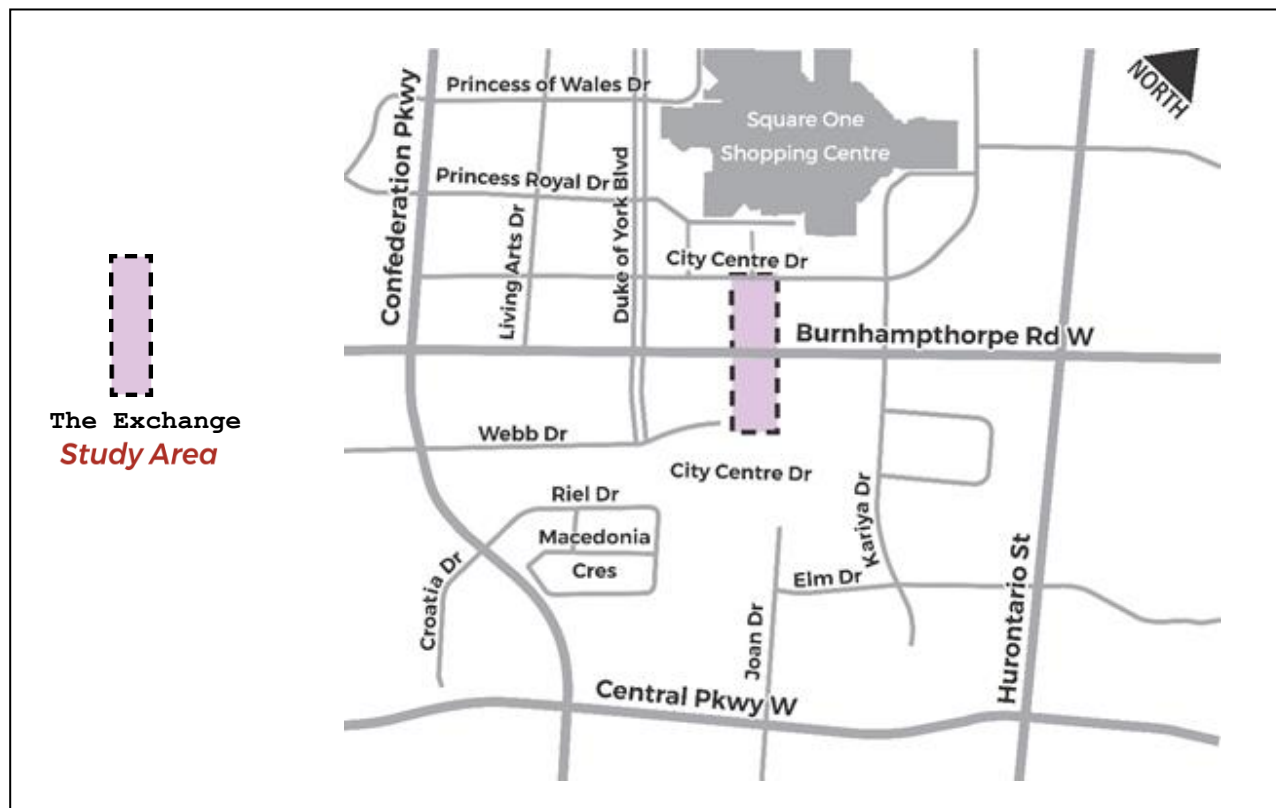 NORTH
Princess of Wales Dr
Confederation Pkwy
Square One
Shopping Centre
Princess Royal Dr
Duke of York Blvd
Living Arts Dr
City Centre Dr
Burnhampthorpe Rd W
The Exchange
Study Area
Webb Dr
City Centre Dr
Kariya Dr
Riel Dr
Macedonia
Cres
Croatia Dr
Elm Dr
Joan Dr
Hurontario St
Central Pkwy W